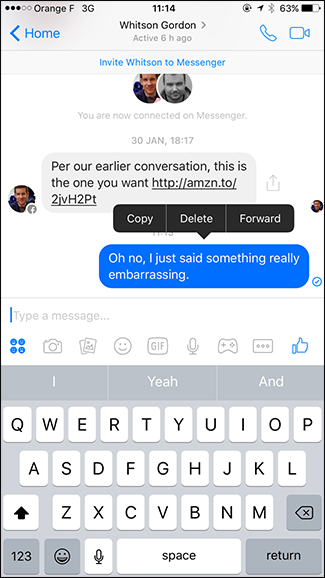 Orange F 3G 11:14 63%
Home
Whitson Gordon
Active 6 h ago
Invite Whitson to Messenger
You are now connected on Messenger.
30 JAN, 18:17
Per our earlier conversation, this is
the one you want http://amzn.to/
2jvH2Pt
Copy Delete Forward
Oh no, I just said something really
embarrassing.
Type a message...
GIF
I Yeah And
Q W E R T Y U I O P
A S D F G H J K L
Z X C V B N M
123 space return